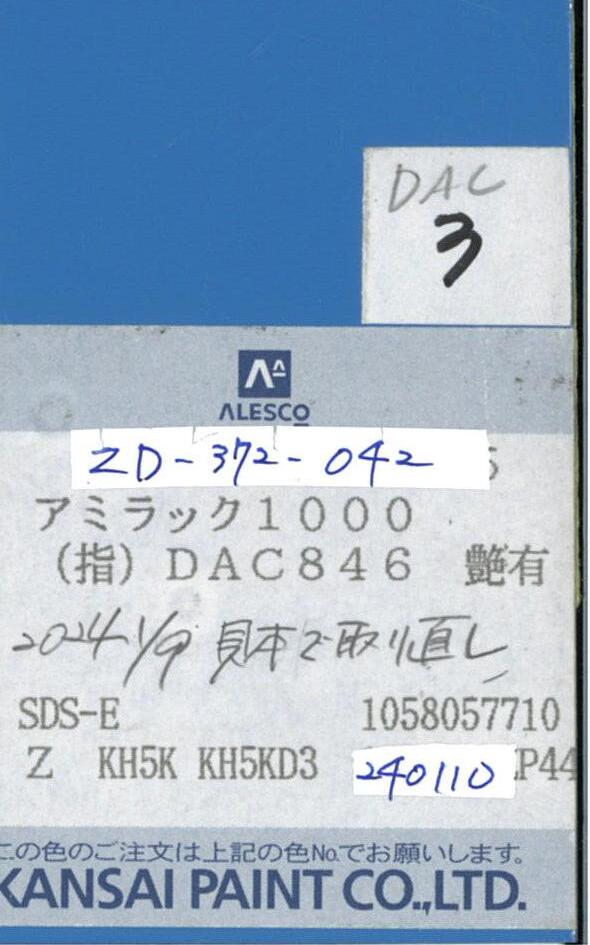 DAC
3
ALESCO
ZD-372-042
アミラック1000
(指)DAC846 艶有
2024 1/9 見本で取り直し
SDS-E 1058057710
Z KH5K KH5KD3 240110 P44
この色のご注文は上記の色No.でお願いします。
KANSAI PAINT CO.,LTD.